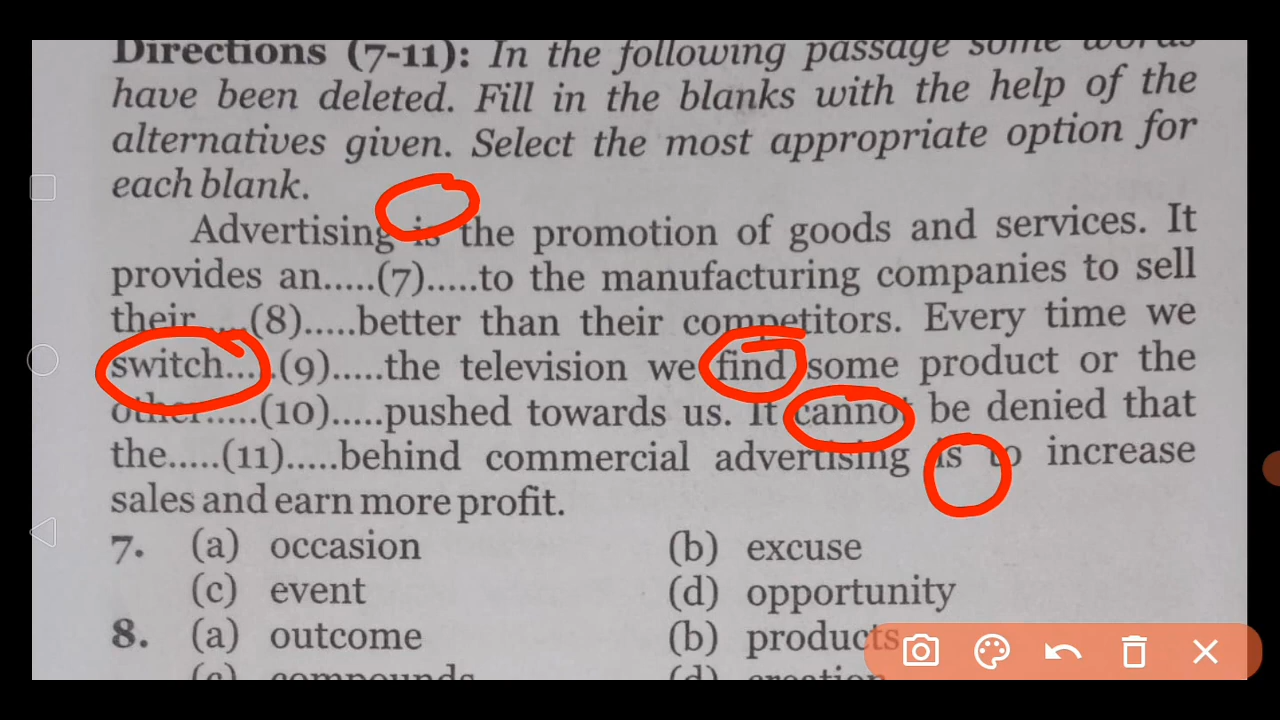 Directions (7-11): In the following passage some words
have been deleted. Fill in the blanks with the help of the
alternatives given. Select the most appropriate option for
each blank.
Advertising is the promotion of goods and services. It
provides an.....(7).....to the manufacturing companies to sell
their.....(8).....better than their competitors. Every time we
switch.....(9).....the television we find some product or the
other.....(10).....pushed towards us. It cannot be denied that
the.....(11).....behind commercial advertising is to increase
sales and earn more profit.
7. (a) occasion (b) excuse
(c) event (d) opportunity
8. (a) outcome (b) products
(c) compounds (d) creation